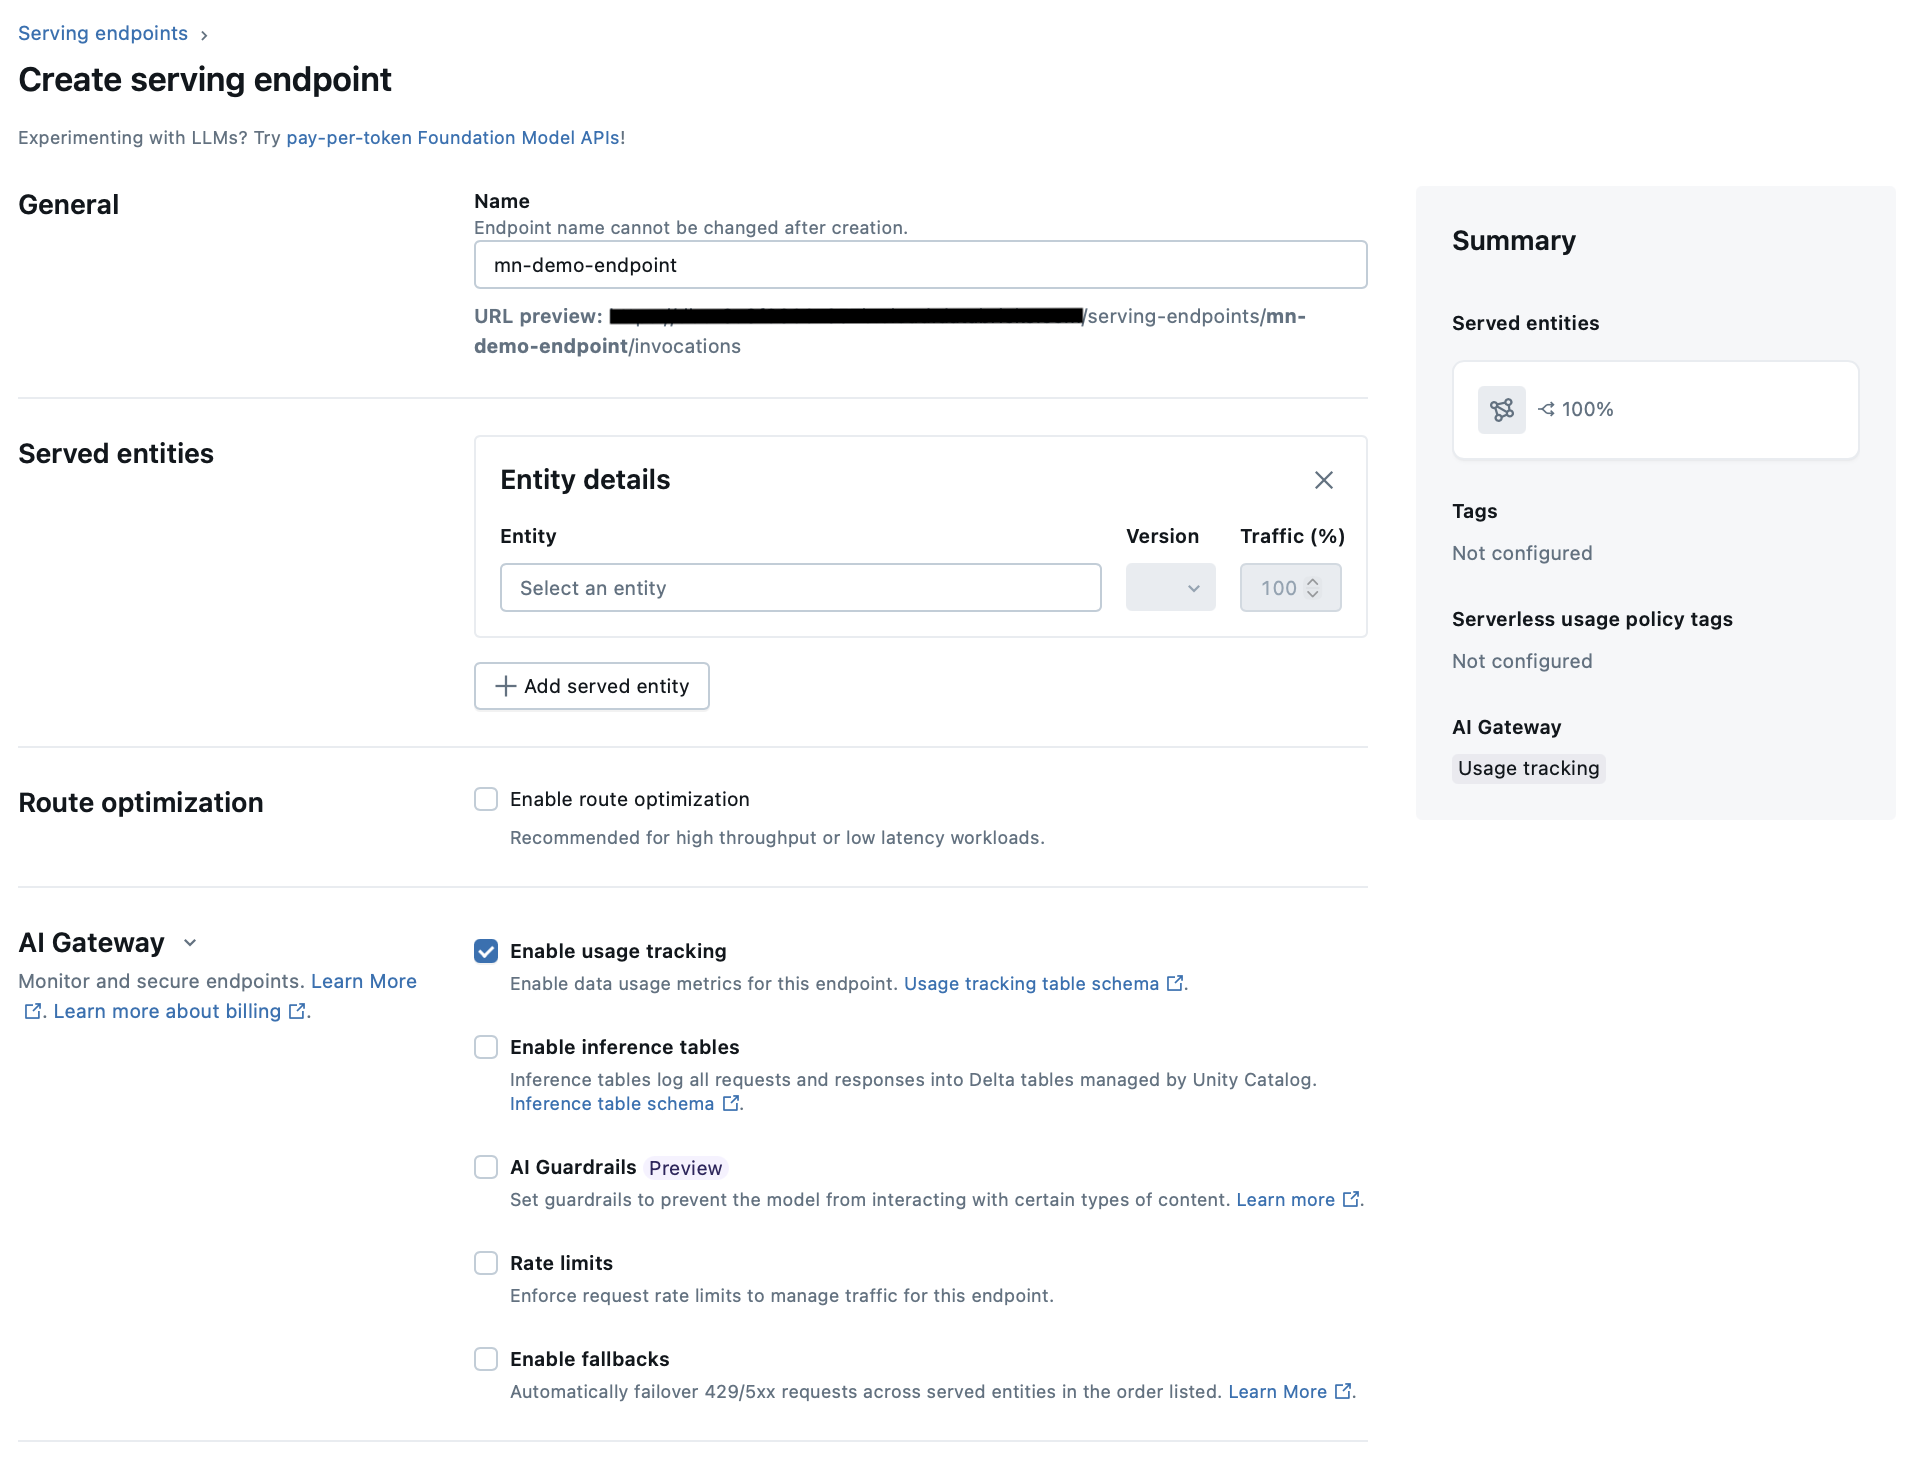 Serving endpoints
Create serving endpoint
Experimenting with LLMs? Try pay-per-token Foundation Model APIs!
General
Name
Endpoint name cannot be changed after creation.
mn-demo-endpoint
URL preview: /serving-endpoints/mn-
demo-endpoint/invocations
Served entities
Entity details
Entity
Version
Traffic (%)
Select an entity
100
Add served entity
Route optimization
Enable route optimization
Recommended for high throughput or low latency workloads.
AI Gateway
Monitor and secure endpoints. Learn More
. Learn more about billing .
Enable usage tracking
Enable data usage metrics for this endpoint. Usage tracking table schema .
Enable inference tables
Inference tables log all requests and responses into Delta tables managed by Unity Catalog.
Inference table schema .
AI Guardrails Preview
Set guardrails to prevent the model from interacting with certain types of content. Learn more .
Rate limits
Enforce request rate limits to manage traffic for this endpoint.
Enable fallbacks
Automatically failover 429/5xx requests across served entities in the order listed. Learn More .
Summary
Served entities
100%
Tags
Not configured
Serverless usage policy tags
Not configured
AI Gateway
Usage tracking